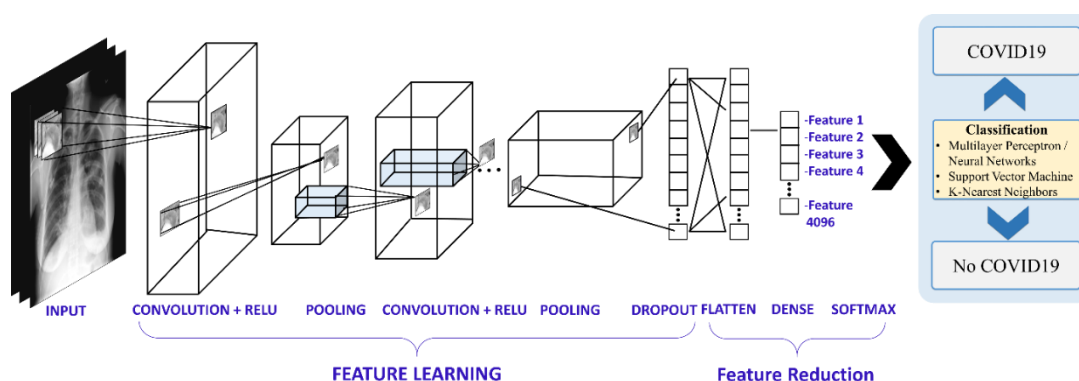 COVID19
Classification
• Multilayer Perceptron /
Neural Networks
• Support Vector Machine
• K-Nearest Neighbors
No COVID19
-Feature 1
-Feature 2
-Feature 3
-Feature 4
-Feature
4096
INPUT
CONVOLUTION + RELU
POOLING
CONVOLUTION + RELU
POOLING
DROPOUT
FLATTEN
DENSE
SOFTMAX
FEATURE LEARNING
Feature Reduction